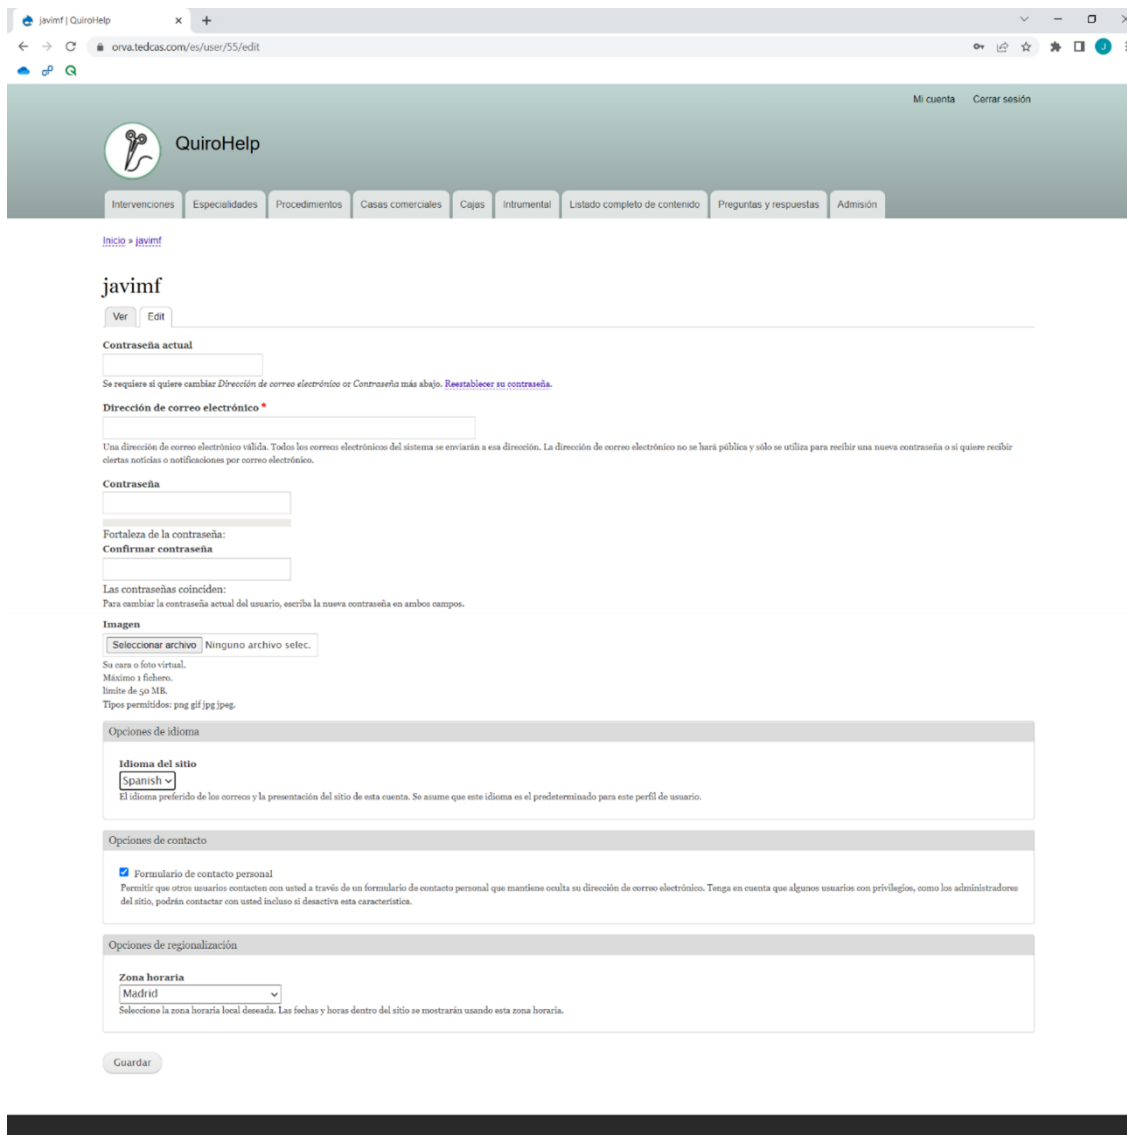 javimf | QuiroHelp
orva.tedcas.com/es/user/55/edit
J
Mi cuenta Cerrar sesión
QuiroHelp
Intervenciones Especialidades Procedimientos Casas comerciales Cajas Intrumental Listado completo de contenido Preguntas y respuestas Admisión
Inicio » javimf
javimf
Ver Edit
Contraseña actual
Se requiere si quiere cambiar Dirección de correo electrónico or Contraseña más abajo. Reestablecer su contraseña.
Dirección de correo electrónico *
Una dirección de correo electrónico válida. Todos los correos electrónicos del sistema se enviarán a esa dirección. La dirección de correo electrónico no se hará pública y sólo se utiliza para recibir una nueva contraseña o si quiere recibir
ciertas noticias o notificaciones por correo electrónico.
Contraseña
Fortaleza de la contraseña:
Confirmar contraseña
Las contraseñas coinciden:
Para cambiar la contraseña actual del usuario, escriba la nueva contraseña en ambos campos.
Imagen
Seleccionar archivo Ninguno archivo selec.
Su cara o foto virtual.
Máximo 1 fichero.
límite de 50 MB.
Tipos permitidos: png gif jpg jpeg.
Opciones de idioma
Idioma del sitio
Spanish
El idioma preferido de los correos y la presentación del sitio de esta cuenta. Se asume que este idioma es el predeterminado para este perfil de usuario.
Opciones de contacto
Formulario de contacto personal
Permitir que otros usuarios contacten con usted a través de un formulario de contacto personal que mantiene oculta su dirección de correo electrónico. Tenga en cuenta que algunos usuarios con privilegios, como los administradores
del sitio, podrán contactar con usted incluso si desactiva esta característica.
Opciones de regionalización
Zona horaria
Madrid
Seleccione la zona horaria local deseada. Las fechas y horas dentro del sitio se mostrarán usando esta zona horaria.
Guardar